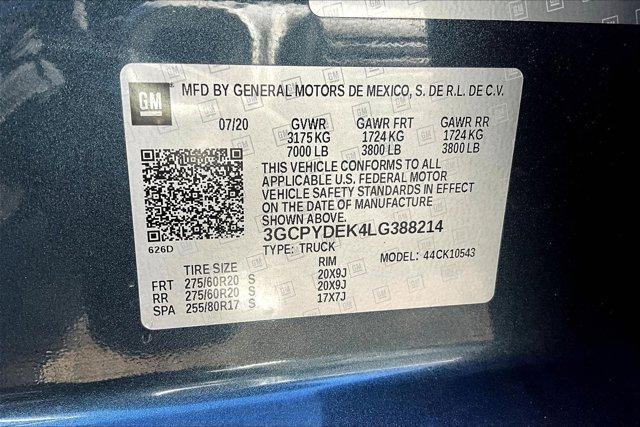 GM MFD BY GENERAL MOTORS DE MEXICO, S. DE R.L. DE C.V.
07/20 GVWR GAWR FRT GAWR RR
3175 KG 1724 KG 1724 KG
7000 LB 3800 LB 3800 LB
THIS VEHICLE CONFORMS TO ALL
APPLICABLE U.S. FEDERAL MOTOR
VEHICLE SAFETY STANDARDS IN EFFECT
ON THE DATE OF MANUFACTURE
SHOWN ABOVE.
3GCPYDEK4LG388214
626D
TYPE: TRUCK MODEL: 44CK10543
TIRE SIZE RIM
FRT 275/60R20 S 20X9J
RR 275/60R20 S 20X9J
SPA 255/80R17 S 17X7J